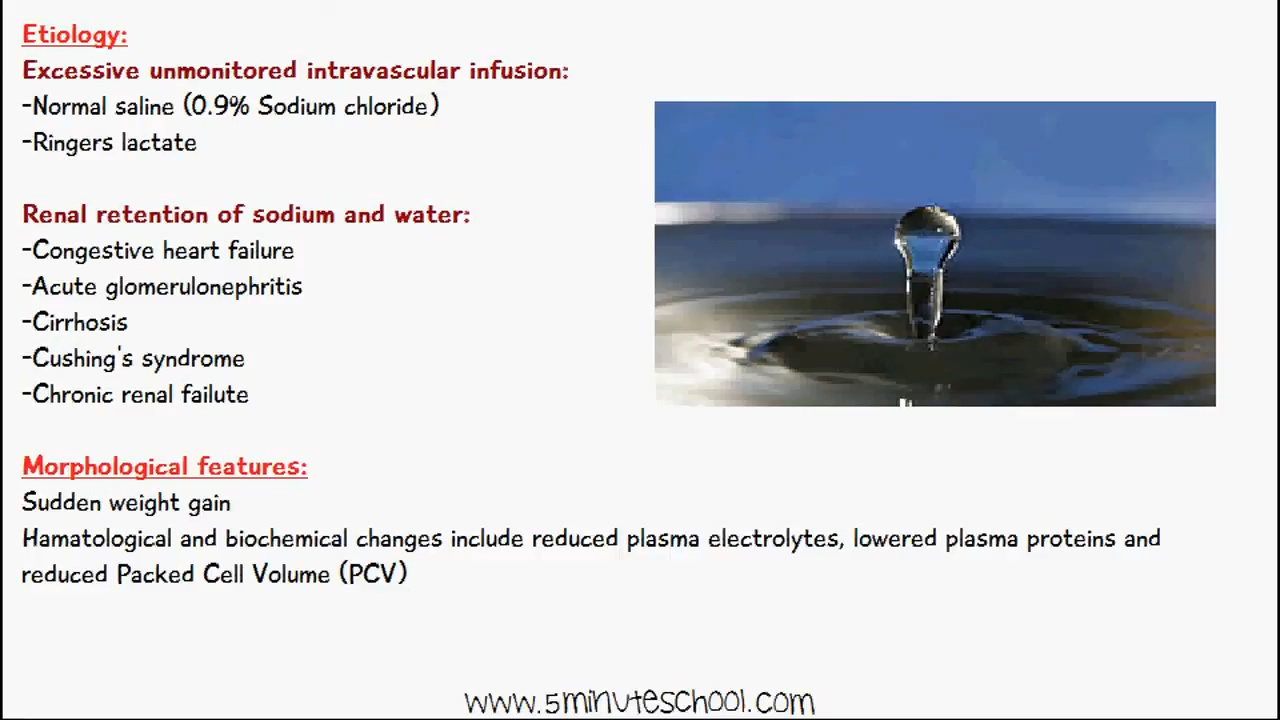 Etiology:
Excessive unmonitored intravascular infusion:
-Normal saline (0.9% Sodium chloride)
-Ringers lactate
Renal retention of sodium and water:
-Congestive heart failure
-Acute glomerulonephritis
-Cirrhosis
-Cushing's syndrome
-Chronic renal failute
Morphological features:
Sudden weight gain
Hamatological and biochemical changes include reduced plasma electrolytes, lowered plasma proteins and
reduced Packed Cell Volume (PCV)
www.5minuteschool.com